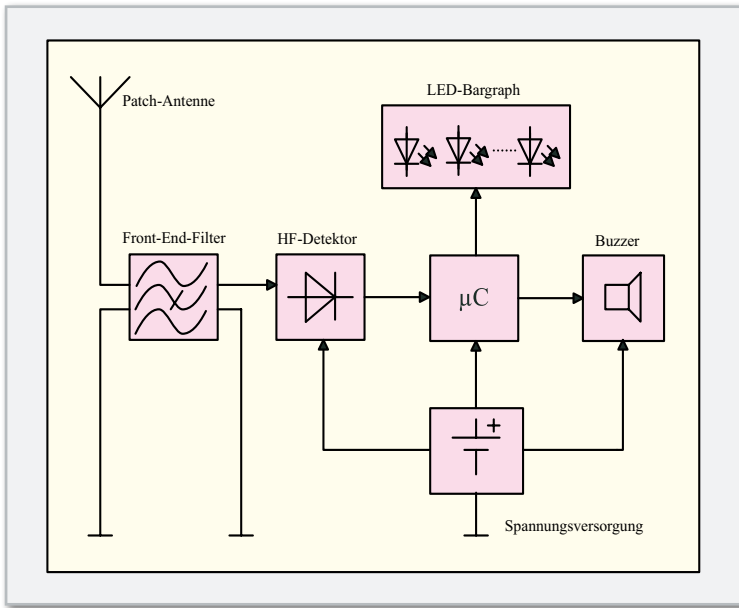 Patch-Antenne
LED-Bargraph
Front-End-Filter
HF-Detektor
Buzzer
µC
+
Spannungsversorgung